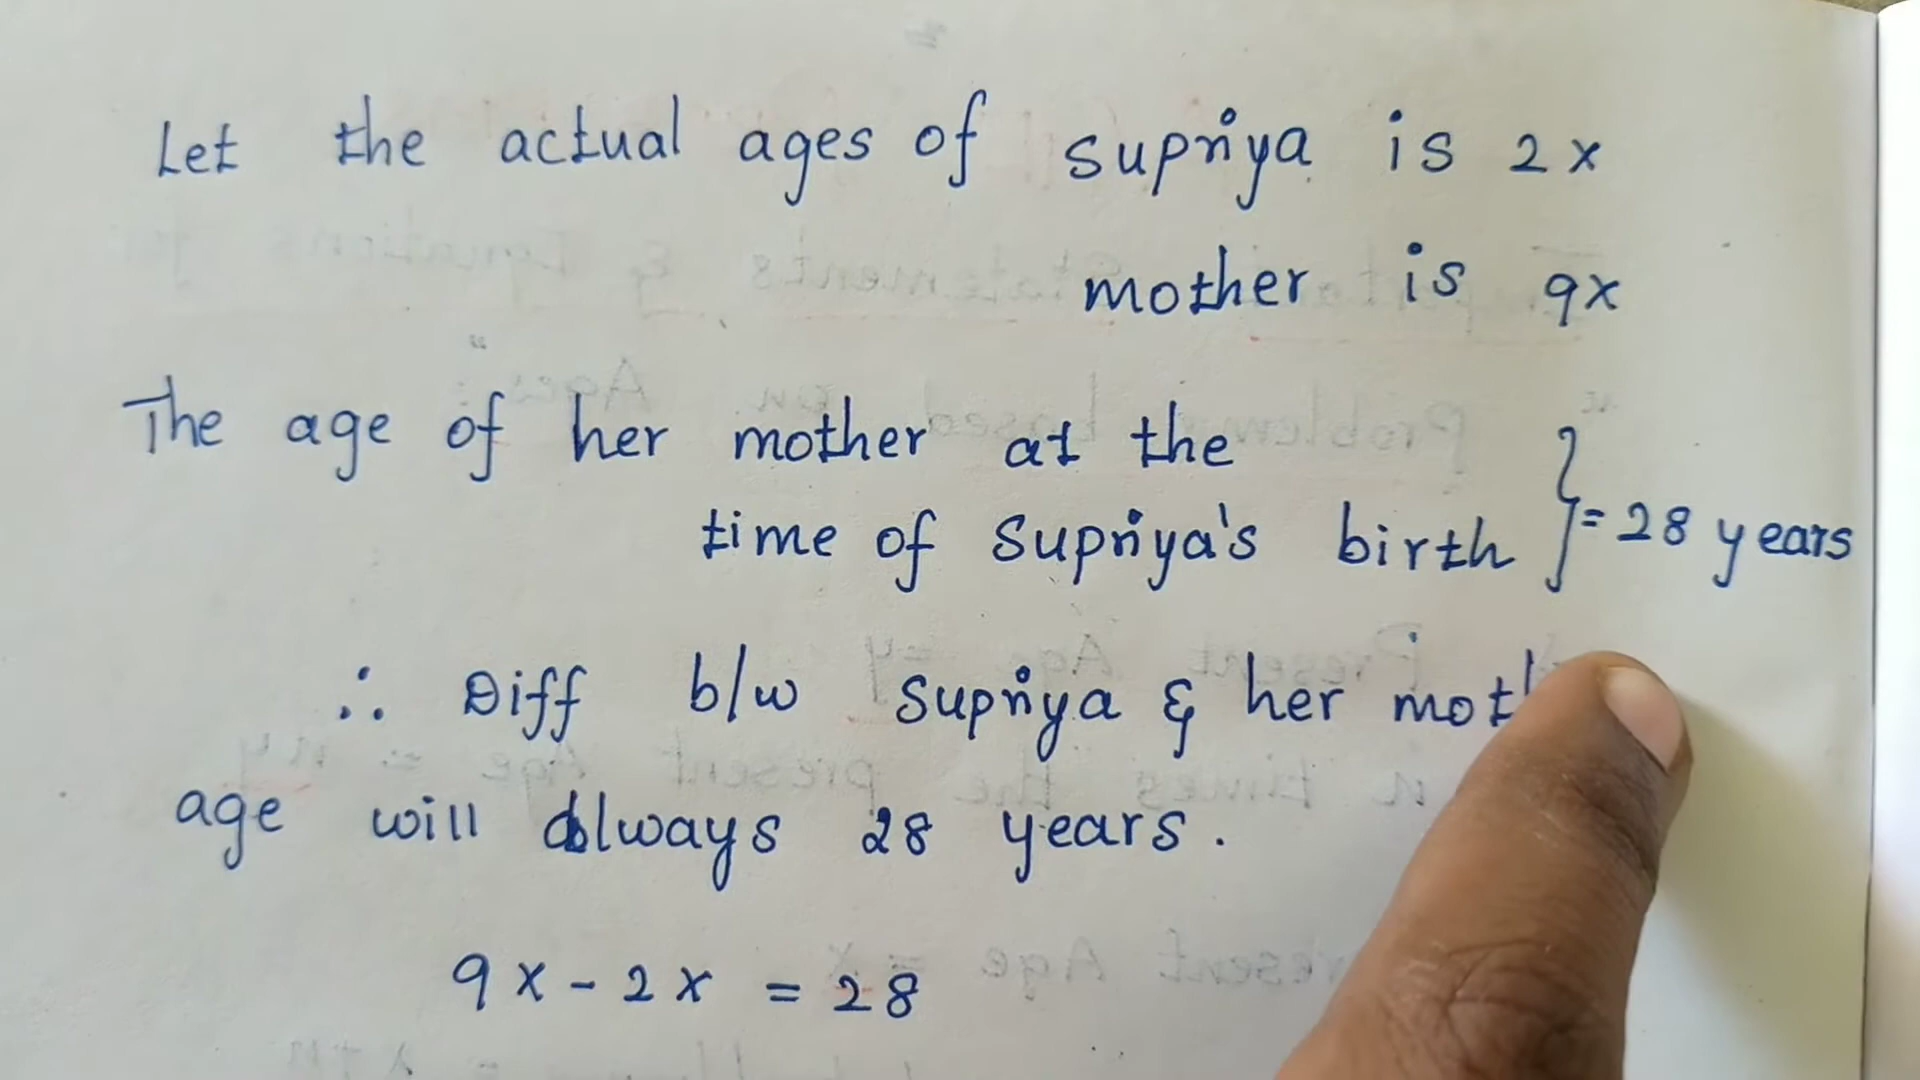 Let the actual ages of Supriya is 2x
mother is 9x
The age of her mother at the
time of Supriya's birth } = 28 years
∴ Diff b/w Supriya & her moth
age will always 28 years.
9x - 2x = 28